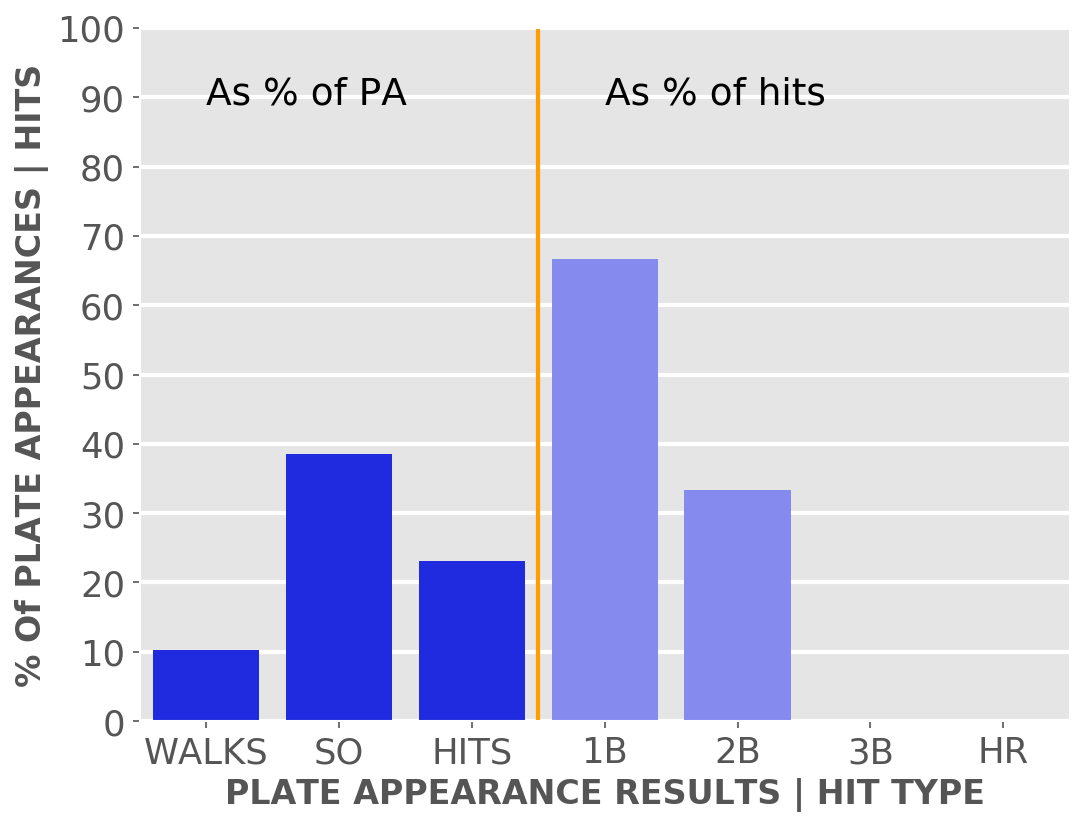 % Of PLATE APPEARANCES | HITS
100
90
80
70
60
50
40
30
20
10
0
As % of PA
As % of hits
WALKS SO HITS 1B 2B 3B HR
PLATE APPEARANCE RESULTS | HIT TYPE